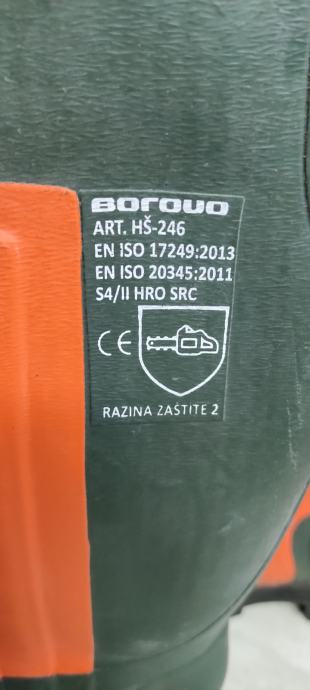 BOROVO
ART. HŠ-246
EN ISO 17249:2013
EN ISO 20345:2011
S4/II HRO SRC
CE
RAZINA ZAŠTITE 2